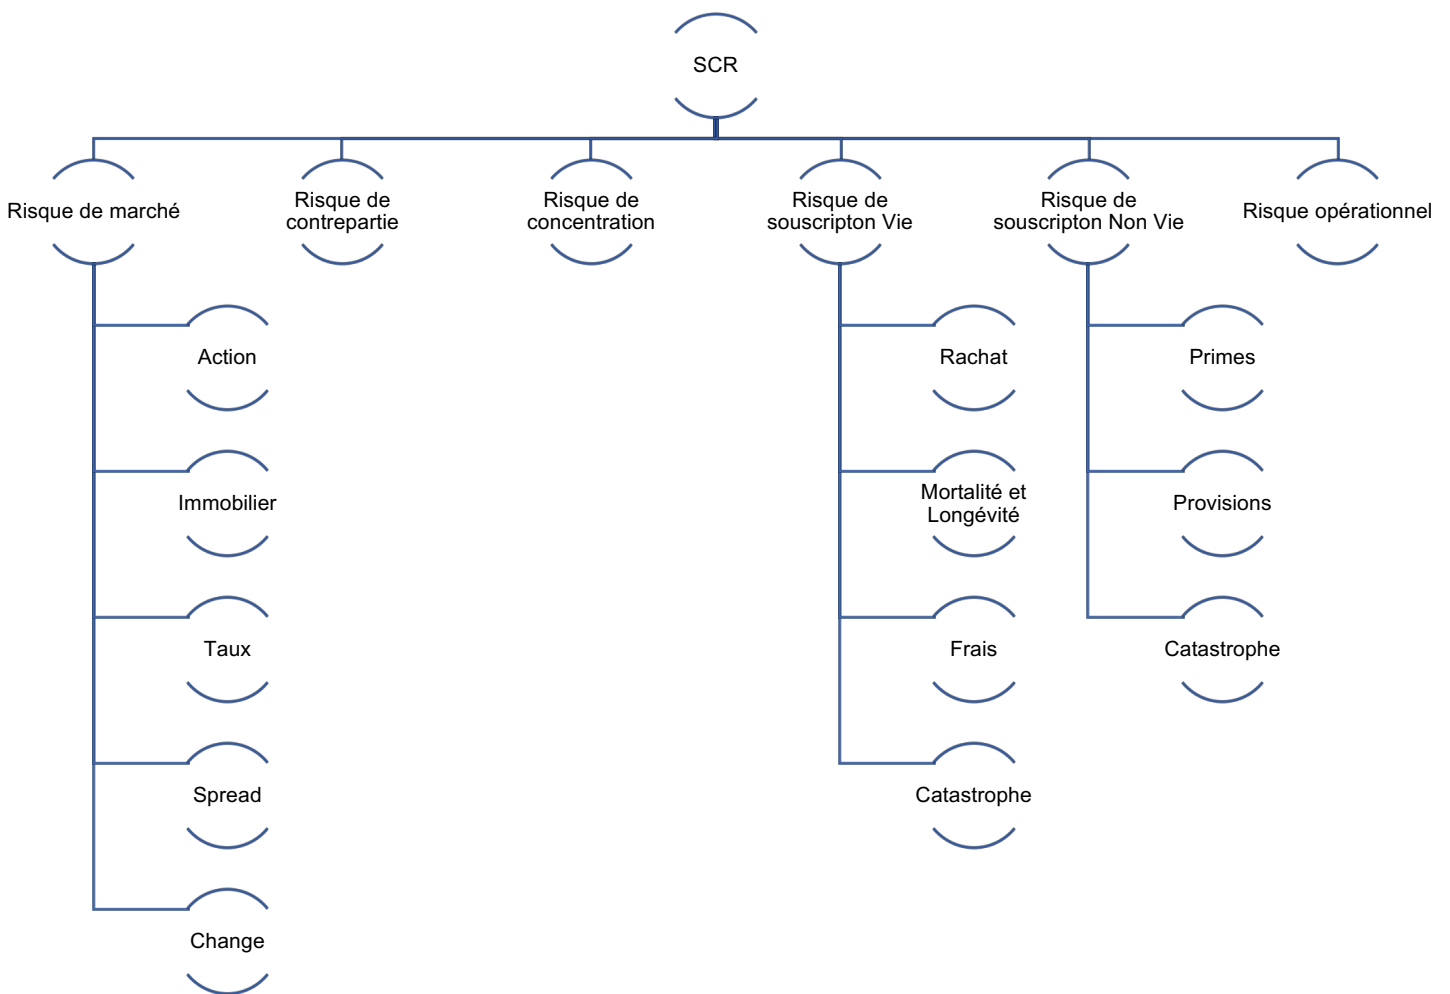 SCR
Risque de marché
Risque de
contrepartie
Risque de
concentration
Risque de
souscripton Vie
Risque de
souscripton Non Vie
Risque opérationnel
Action
Immobilier
Taux
Spread
Change
Rachat
Mortalité et
Longévité
Frais
Catastrophe
Primes
Provisions
Catastrophe